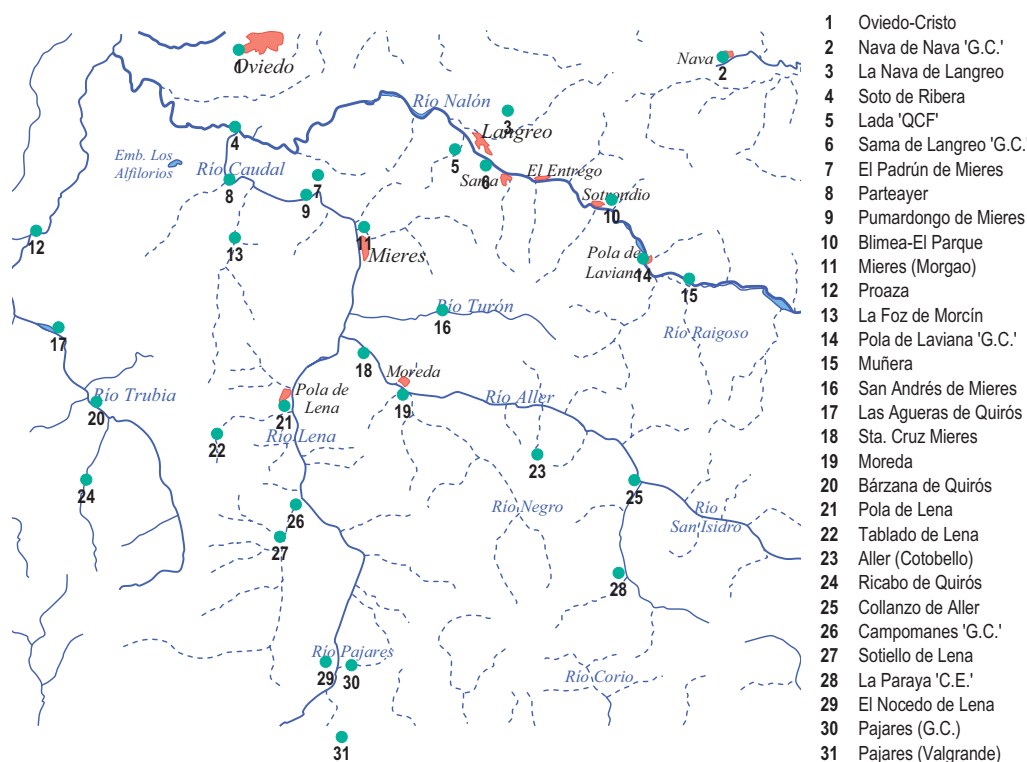 Oviedo
1
Nava
2
Río Nalón
3
Langreo
4
Emb. Los
Alfilorios
Río Caudal
5
6
Sama
El Entrego
Sotrondio
7
8
9
10
11
Mieres
12
13
Pola de
Laviana
14
15
Río Turón
16
Río Raigoso
17
18
Moreda
19
Río Trubia
20
Pola de
Lena
21
Río Aller
Río Lena
22
23
24
25
Río Negro
Río
San Isidro
26
27
28
Río Pajares
29
30
Río Corio
31
1 Oviedo-Cristo
2 Nava de Nava 'G.C.'
3 La Nava de Langreo
4 Soto de Ribera
5 Lada 'QCF'
6 Sama de Langreo 'G.C.'
7 El Padrún de Mieres
8 Parteayer
9 Pumardongo de Mieres
10 Blimea-El Parque
11 Mieres (Morgao)
12 Proaza
13 La Foz de Morcín
14 Pola de Laviana 'G.C.'
15 Muñera
16 San Andrés de Mieres
17 Las Agueras de Quirós
18 Sta. Cruz Mieres
19 Moreda
20 Bárzana de Quirós
21 Pola de Lena
22 Tablado de Lena
23 Aller (Cotobello)
24 Ricabo de Quirós
25 Collanzo de Aller
26 Campomanes 'G.C.'
27 Sotiello de Lena
28 La Paraya 'C.E.'
29 El Nocedo de Lena
30 Pajares (G.C.)
31 Pajares (Valgrande)